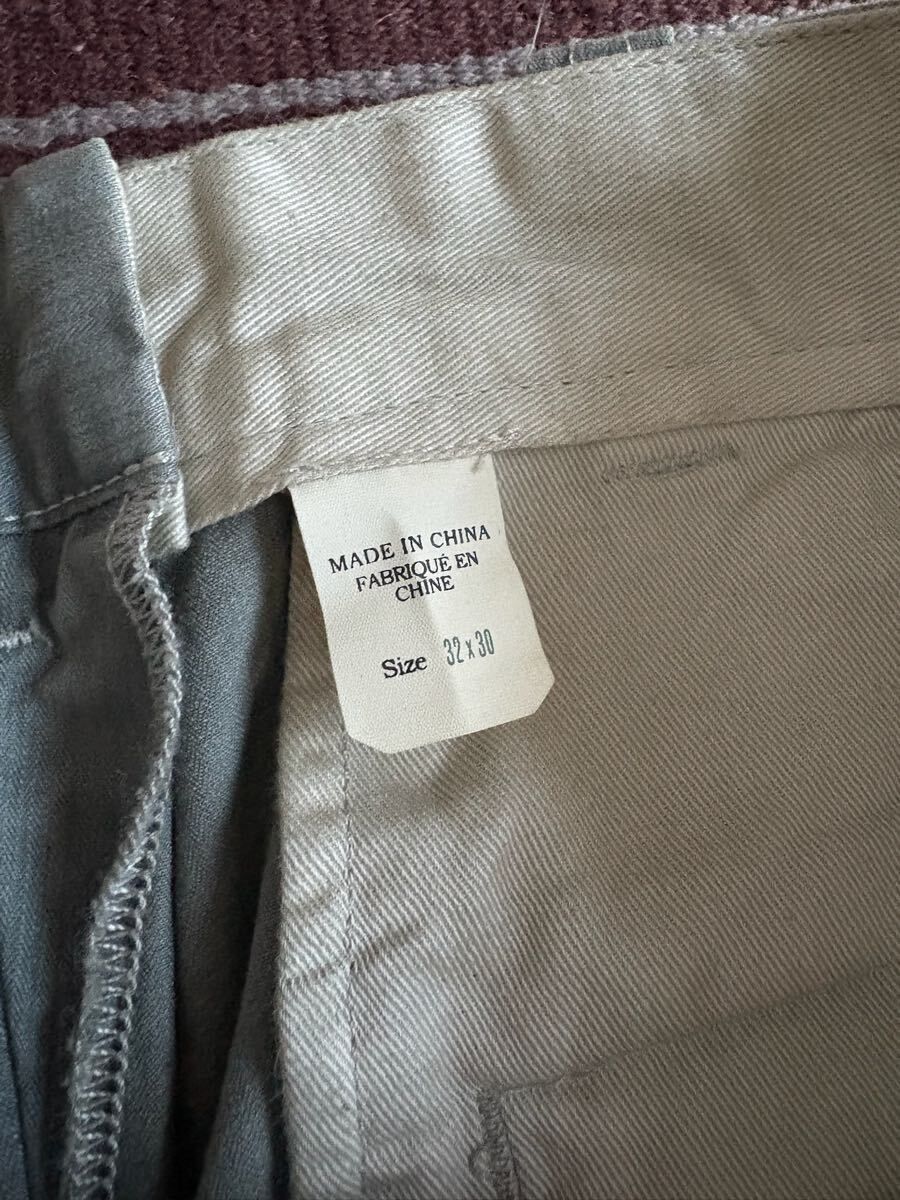 MADE IN CHINA
FABRIQUÉ EN
CHINE
Size 32 x 30